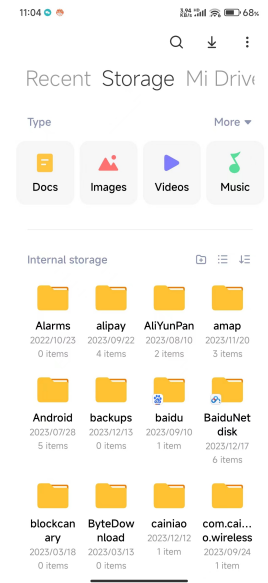 11:04 3.94 KB/s HD 68%
Recent Storage Mi Drive
Type More
Docs Images Videos Music
Internal storage
Alarms alipay AliYunPan amap
2022/10/23 2023/09/22 2023/08/10 2023/11/20
0 items 4 items 2 items 3 items
Android backups baidu BaiduNet
disk
2023/07/28 2023/12/13 2023/09/10 2023/12/17
5 items 0 items 1 item 6 items
blockcan ByteDow cainiao com.cai...
ary nload o.wireless
2023/03/18 2023/03/13 2023/12/12 2023/09/24
0 items 0 items 1 item 1 item